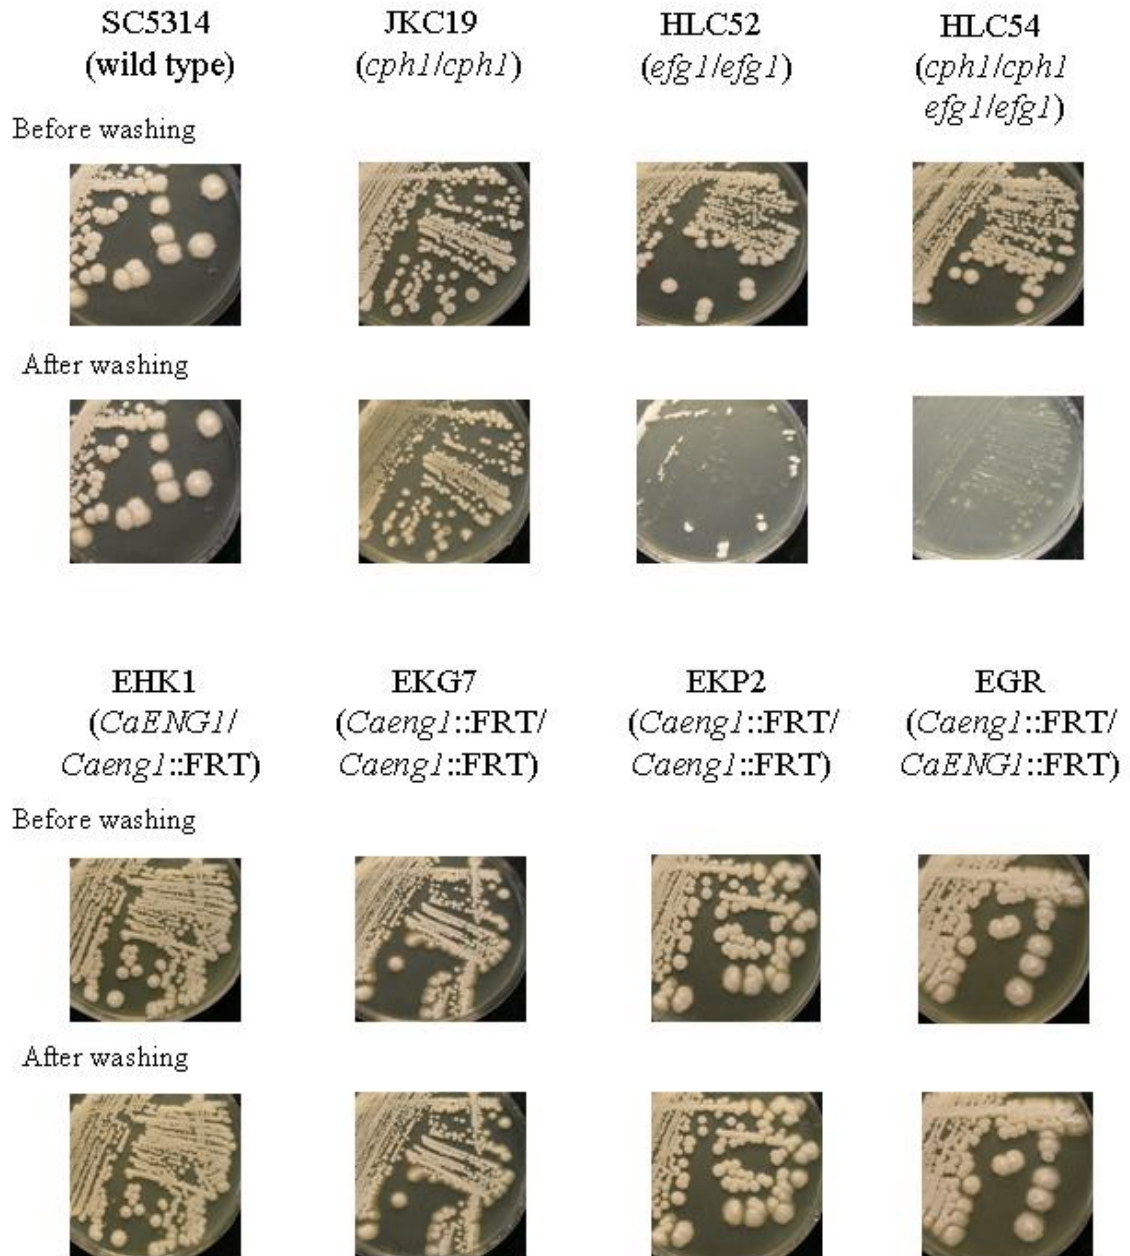 SC5314 JKC19 HLC52 HLC54
(wild type) (cph1/cph1) (efg1/efg1) (cph1/cph1
efg1/efg1)
Before washing
After washing
EHK1 EKG7 EKP2 EGR
(CaENG1/ (Caeng1::FRT/ (Caeng1::FRT/ (Caeng1::FRT/
Caeng1::FRT) Caeng1::FRT) Caeng1::FRT) CaENG1::FRT)
Before washing
After washing